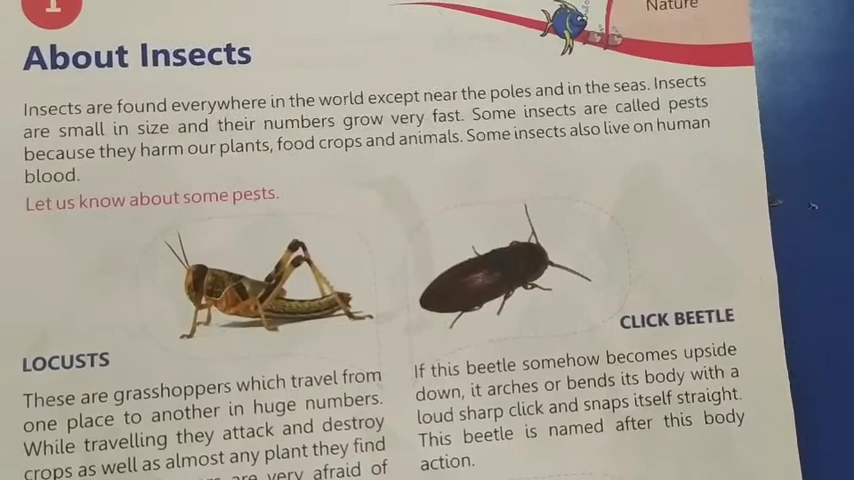 1
Nature
About Insects
Insects are found everywhere in the world except near the poles and in the seas. Insects
are small in size and their numbers grow very fast. Some insects are called pests
because they harm our plants, food crops and animals. Some insects also live on human
blood.
Let us know about some pests.
LOCUSTS
These are grasshoppers which travel from
one place to another in huge numbers.
While travelling they attack and destroy
crops as well as almost any plant they find
are very afraid of
CLICK BEETLE
If this beetle somehow becomes upside
down, it arches or bends its body with a
loud sharp click and snaps itself straight.
This beetle is named after this body
action.